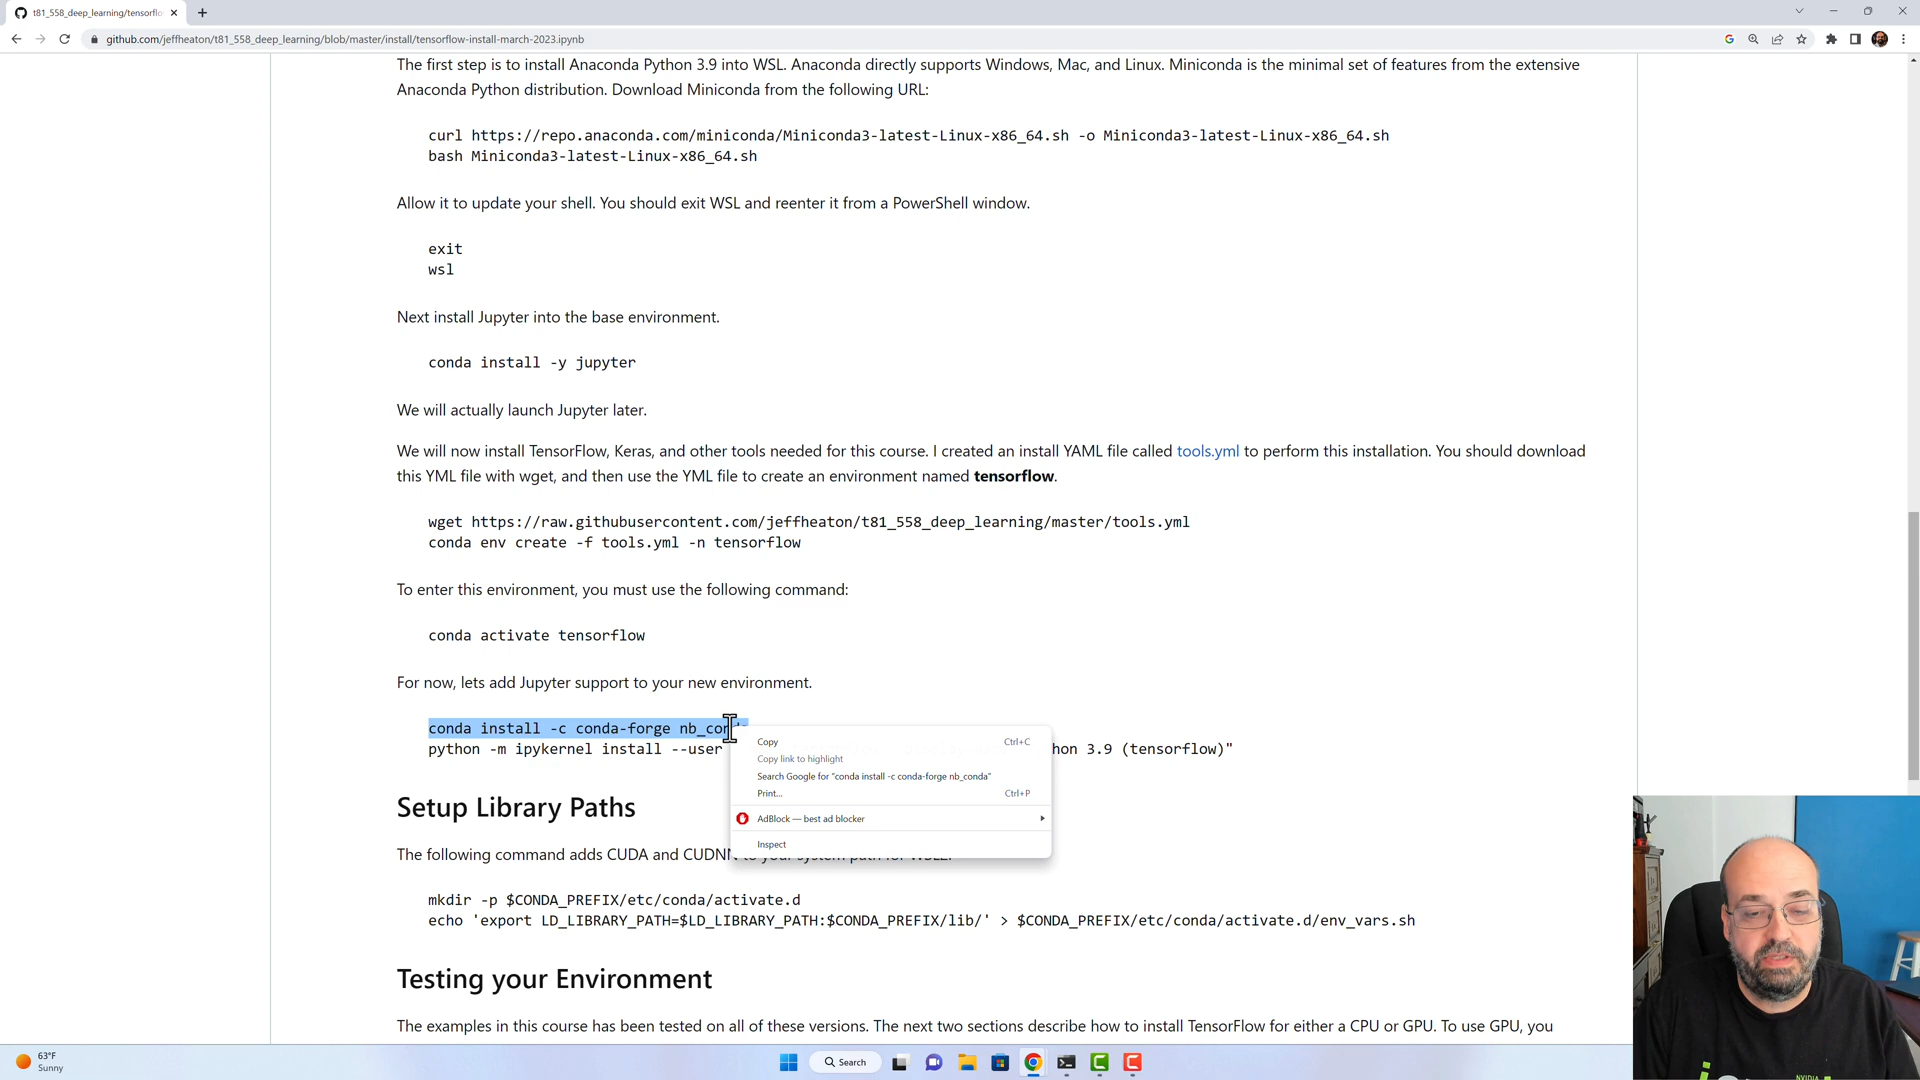 t81_558_deep_learning/tensorflo
github.com/jeffheaton/t81_558_deep_learning/blob/master/install/tensorflow-install-march-2023.ipynb
The first step is to install Anaconda Python 3.9 into WSL. Anaconda directly supports Windows, Mac, and Linux. Miniconda is the minimal set of features from the extensive
Anaconda Python distribution. Download Miniconda from the following URL:
curl https://repo.anaconda.com/miniconda/Miniconda3-latest-Linux-x86_64.sh -o Miniconda3-latest-Linux-x86_64.sh
bash Miniconda3-latest-Linux-x86_64.sh
Allow it to update your shell. You should exit WSL and reenter it from a PowerShell window.
exit
wsl
Next install Jupyter into the base environment.
conda install -y jupyter
We will actually launch Jupyter later.
We will now install TensorFlow, Keras, and other tools needed for this course. I created an install YAML file called tools.yml to perform this installation. You should download
this YML file with wget, and then use the YML file to create an environment named tensorflow.
wget https://raw.githubusercontent.com/jeffheaton/t81_558_deep_learning/master/tools.yml
conda env create -f tools.yml -n tensorflow
To enter this environment, you must use the following command:
conda activate tensorflow
For now, lets add Jupyter support to your new environment.
conda install -c conda-forge nb_conda
python -m ipykernel install --user hon 3.9 (tensorflow)"
Copy Ctrl+C
Copy link to highlight
Search Google for "conda install -c conda-forge nb_conda"
Print... Ctrl+P
AdBlock — best ad blocker
Inspect
Setup Library Paths
The following command adds CUDA and CUDNN to your system path for
mkdir -p $CONDA_PREFIX/etc/conda/activate.d
echo 'export LD_LIBRARY_PATH=$LD_LIBRARY_PATH:$CONDA_PREFIX/lib/' > $CONDA_PREFIX/etc/conda/activate.d/env_vars.sh
Testing your Environment
The examples in this course has been tested on all of these versions. The next two sections describe how to install TensorFlow for either a CPU or GPU. To use GPU, you
63°F
Sunny
Search
NVIDIA